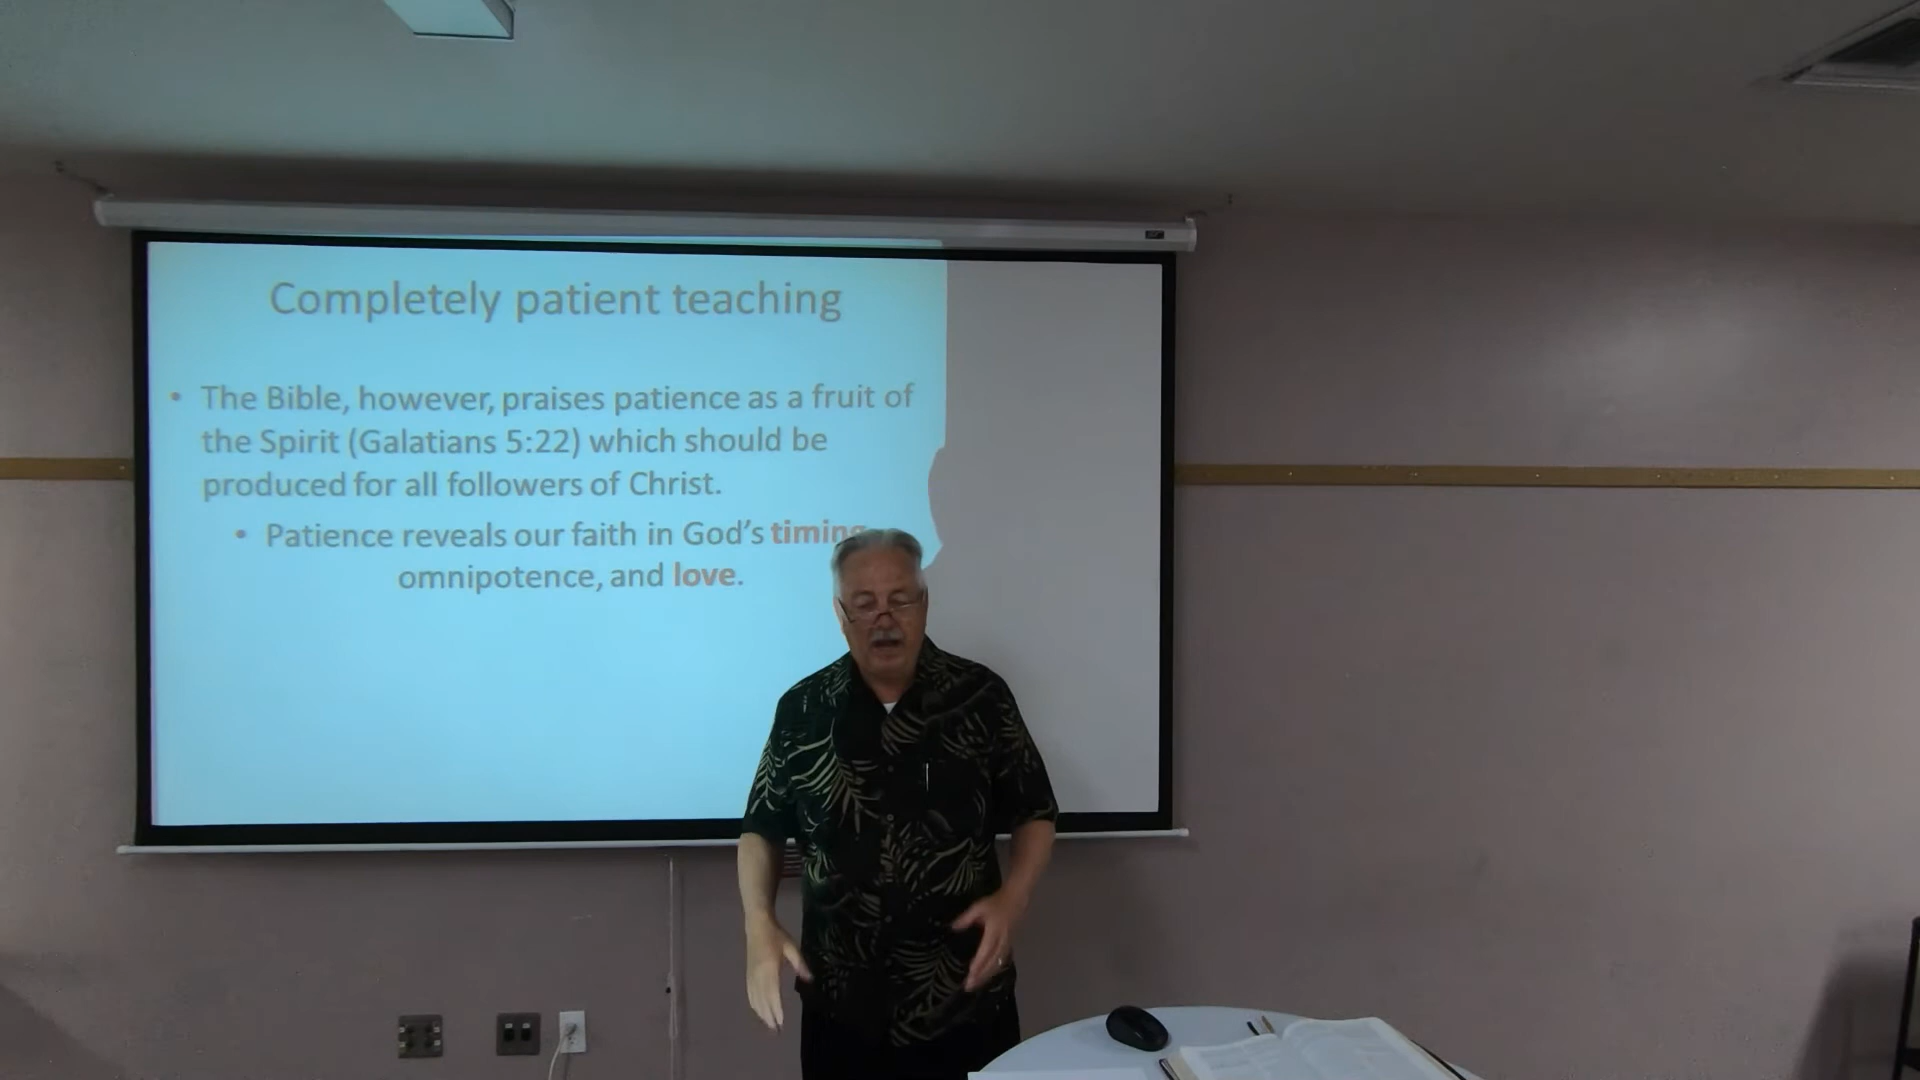 Completely patient teaching
• The Bible, however, praises patience as a fruit of
the Spirit (Galatians 5:22) which should be
produced for all followers of Christ.
• Patience reveals our faith in God's timing
omnipotence, and love.